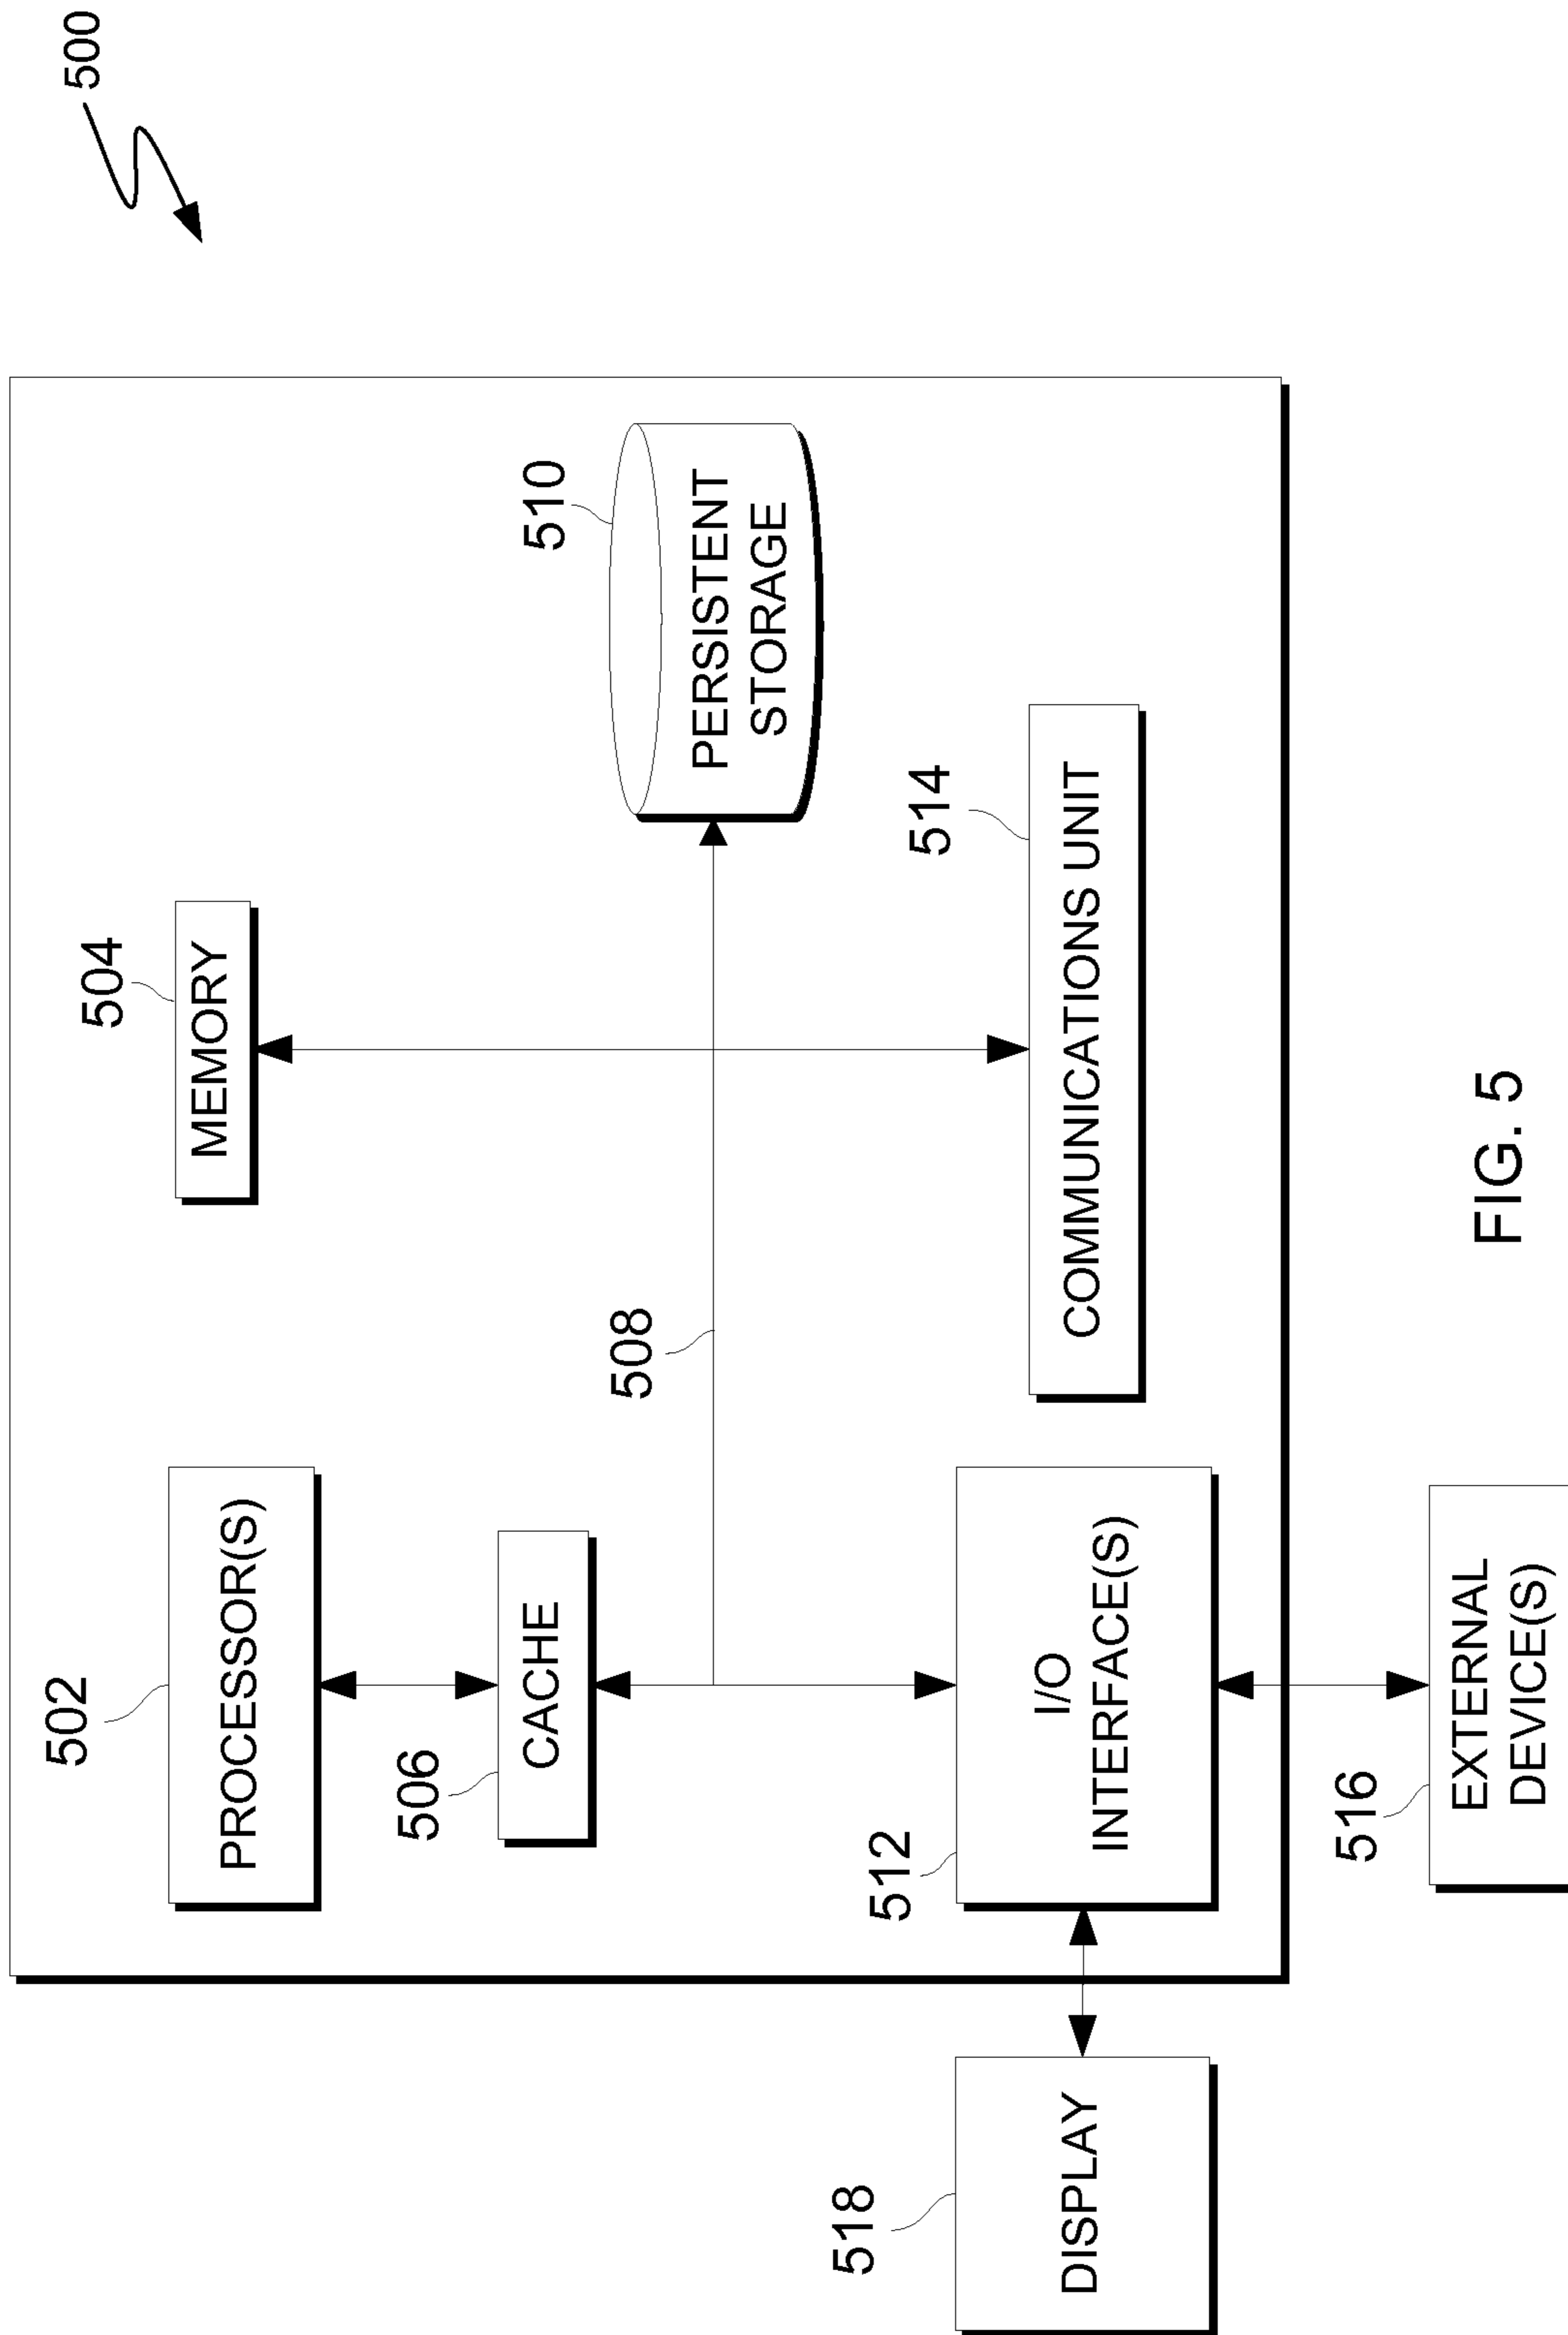 500
502
PROCESSOR(S)
504
MEMORY
506
CACHE
508
510
PERSISTENT
STORAGE
512
I/O
INTERFACE(S)
514
COMMUNICATIONS UNIT
518
DISPLAY
516
EXTERNAL
DEVICE(S)
FIG. 5